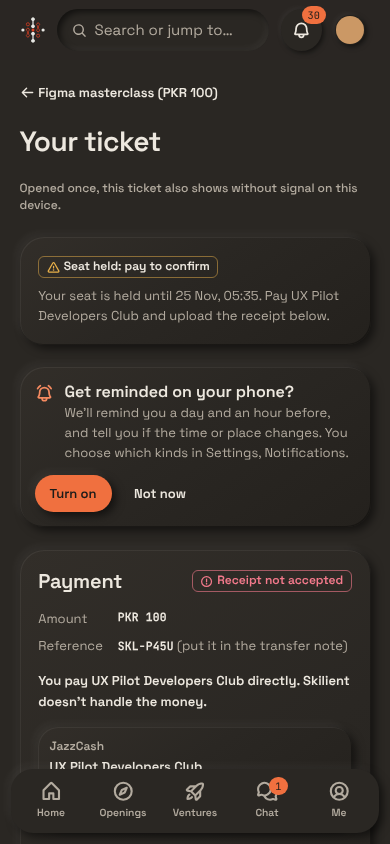 Search or jump to...
30
← Figma masterclass (PKR 100)
Your ticket
Opened once, this ticket also shows without signal on this
device.
Seat held: pay to confirm
Your seat is held until 25 Nov, 05:35. Pay UX Pilot
Developers Club and upload the receipt below.
Get reminded on your phone?
We'll remind you a day and an hour before,
and tell you if the time or place changes. You
choose which kinds in Settings, Notifications.
Turn on
Not now
Payment
Receipt not accepted
Amount PKR 100
Reference SKL-P45U (put it in the transfer note)
You pay UX Pilot Developers Club directly. Skilient
doesn't handle the money.
JazzCash
UX Pilot Developers Club
1
Home Openings Ventures Chat Me